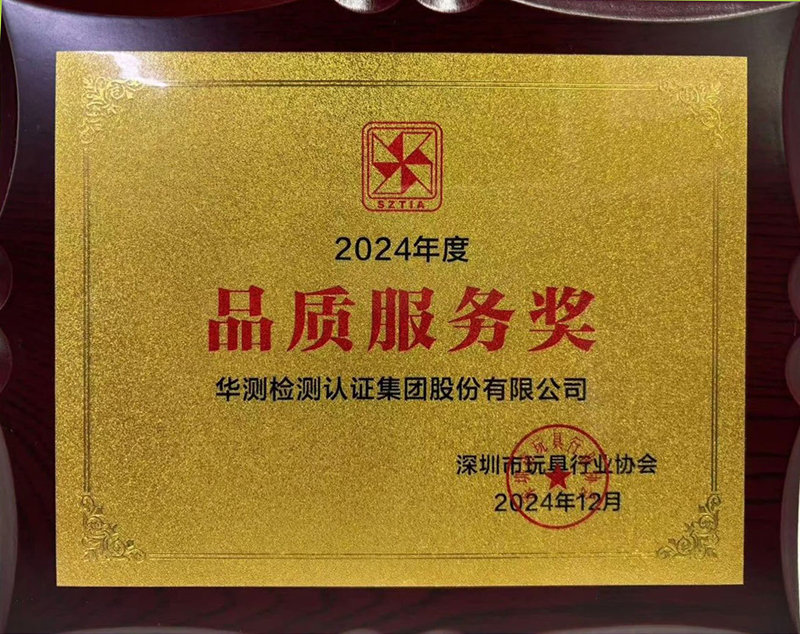 SZTIA
2024年度
品质服务奖
华测检测认证集团股份有限公司
深圳市玩具行业协会
2024年12月